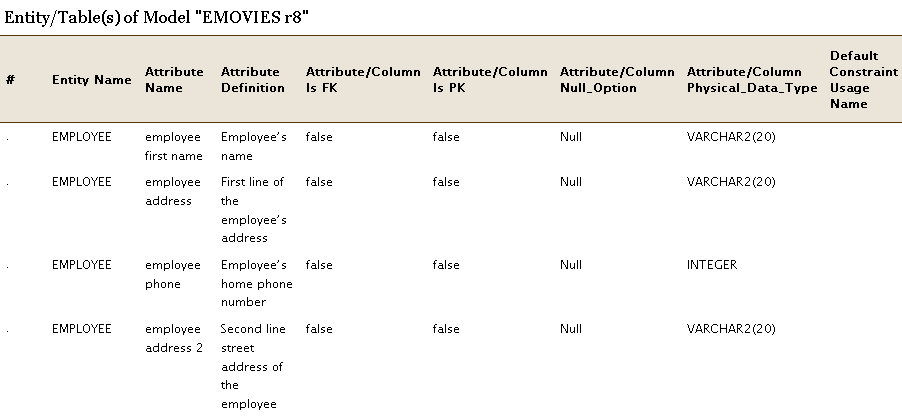 Entity/Table(s) of Model "EMOVIES r8"
# Entity Name Attribute Name Attribute Definition Attribute/Column Is FK Attribute/Column Is PK Attribute/Column Null_Option Attribute/Column Physical_Data_Type Default Constraint Usage Name
. EMPLOYEE employee first name Employee's name false false Null VARCHAR2(20)
. EMPLOYEE employee address First line of the employee's address false false Null VARCHAR2(20)
. EMPLOYEE employee phone Employee's home phone number false false Null INTEGER
. EMPLOYEE employee address 2 Second line street address of the employee false false Null VARCHAR2(20)